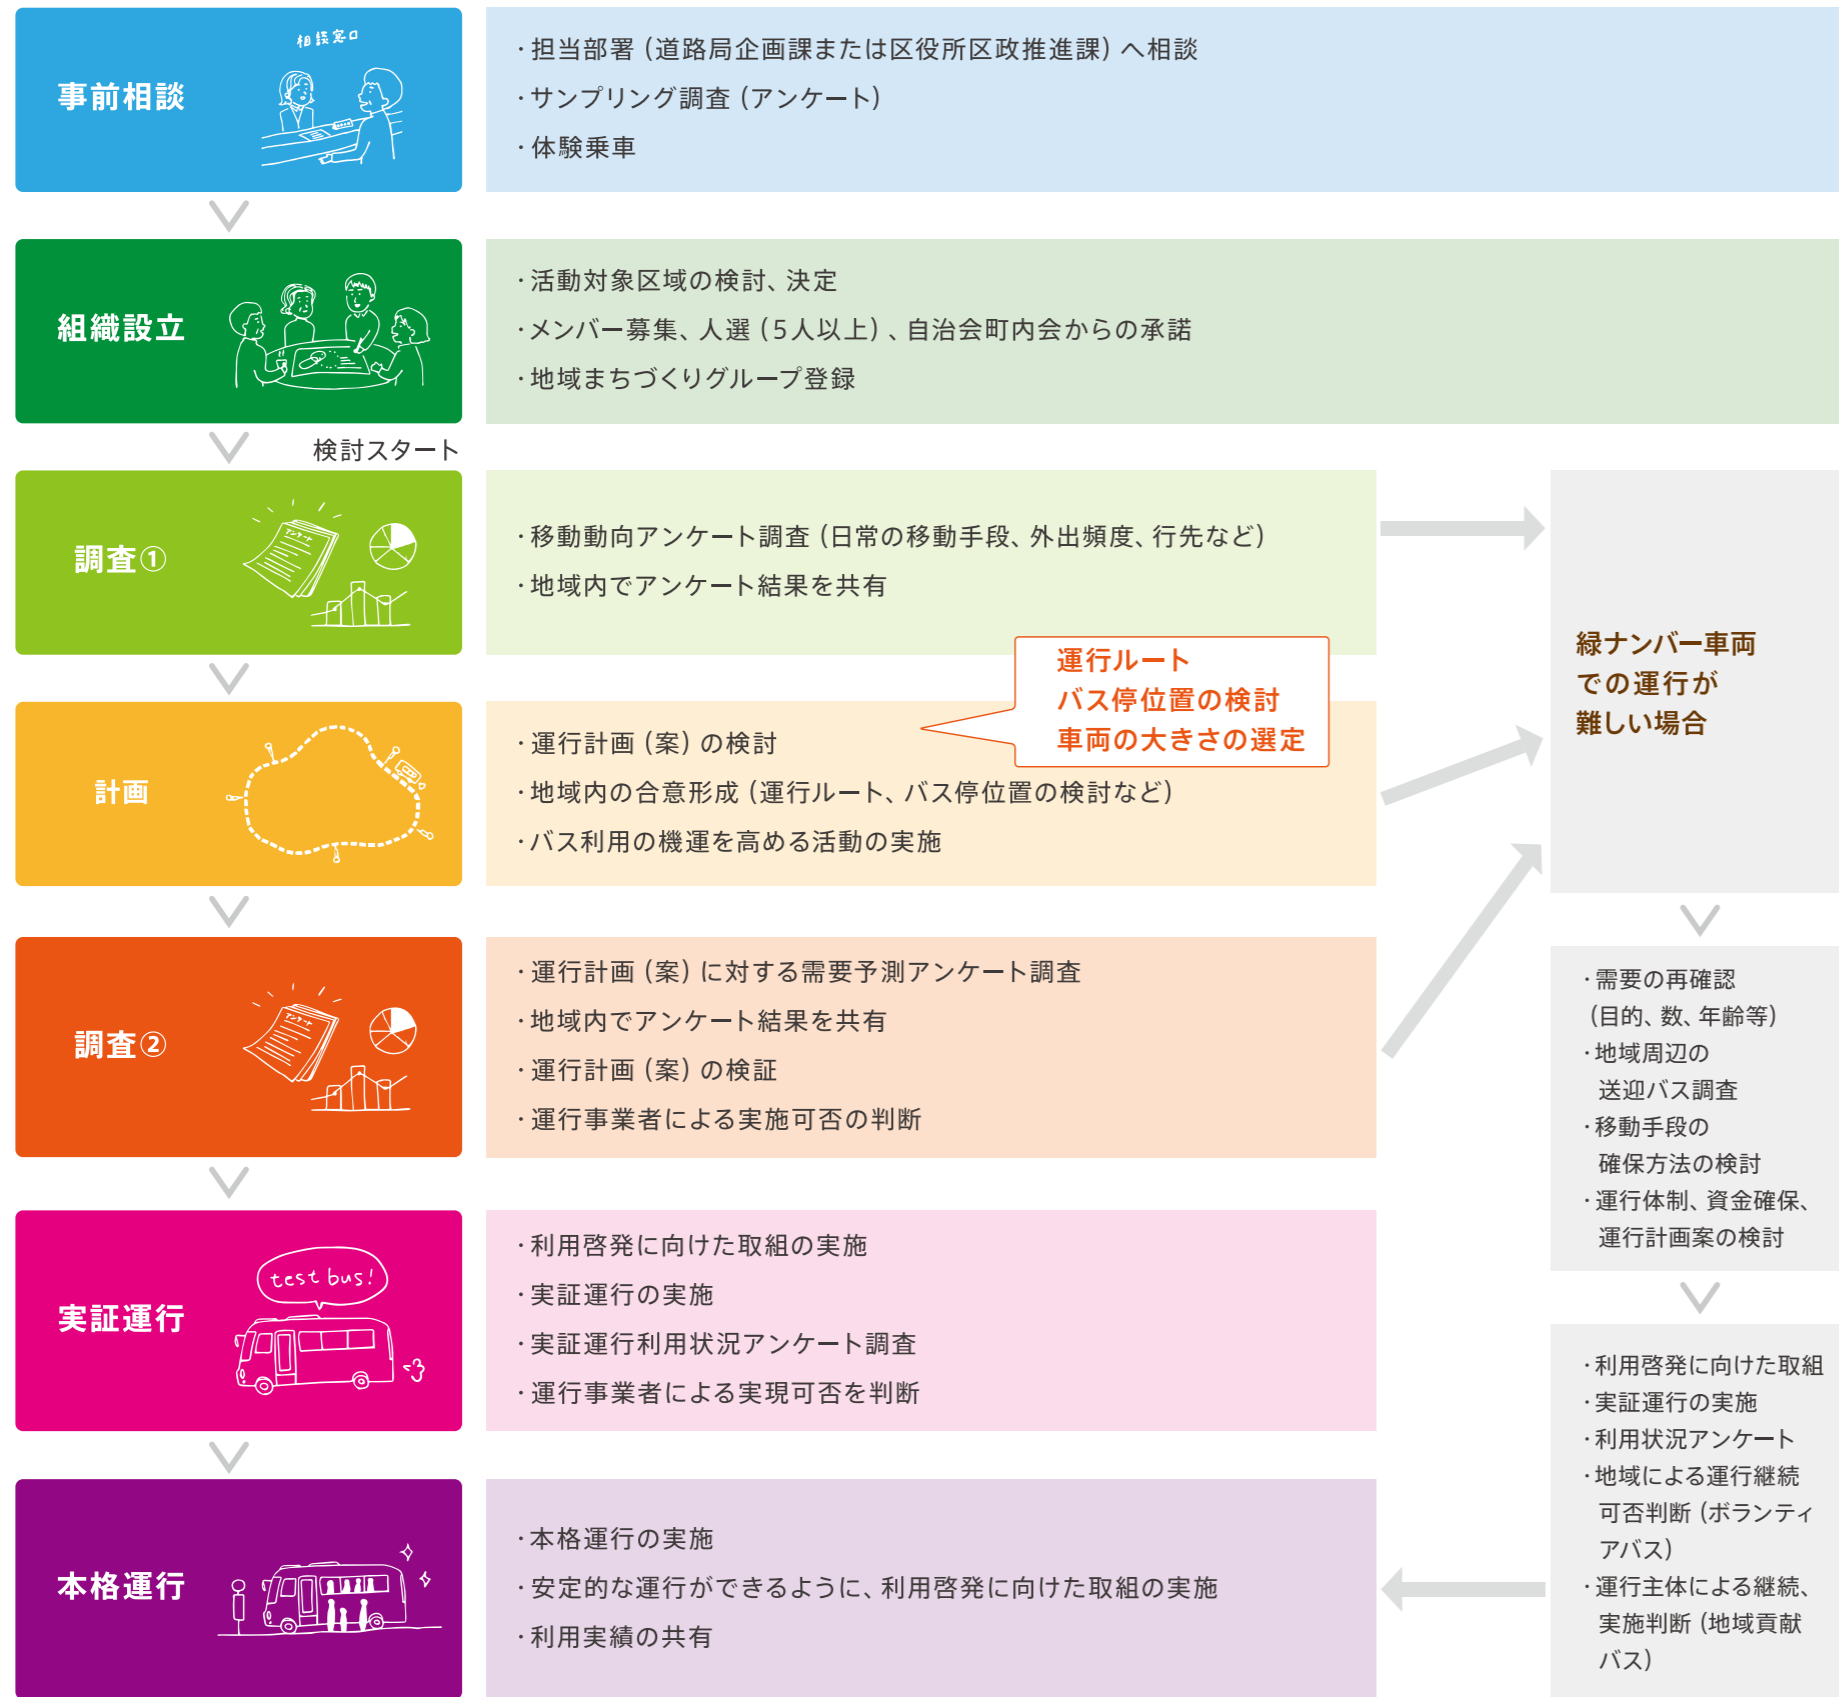 事前相談
相談窓口
・担当部署（道路局企画課または区役所区政推進課）へ相談
・サンプリング調査（アンケート）
・体験乗車
組織設立
・活動対象区域の検討、決定
・メンバー募集、人選（5人以上）、自治会町内会からの承諾
・地域まちづくりグループ登録
検討スタート
調査①
アンケート
・移動動向アンケート調査（日常の移動手段、外出頻度、行先など）
・地域内でアンケート結果を共有
計画
運行ルート
バス停位置の検討
車両の大きさの選定
・運行計画（案）の検討
・地域内の合意形成（運行ルート、バス停位置の検討など）
・バス利用の機運を高める活動の実施
調査②
アンケート
・運行計画（案）に対する需要予測アンケート調査
・地域内でアンケート結果を共有
・運行計画（案）の検証
・運行事業者による実施可否の判断
実証運行
test bus!
・利用啓発に向けた取組の実施
・実証運行の実施
・実証運行利用状況アンケート調査
・運行事業者による実現可否を判断
本格運行
・本格運行の実施
・安定的な運行ができるように、利用啓発に向けた取組の実施
・利用実績の共有
緑ナンバー車両
での運行が
難しい場合
・需要の再確認
（目的、数、年齢等）
・地域周辺の
送迎バス調査
・移動手段の
確保方法の検討
・運行体制、資金確保、
運行計画案の検討
・利用啓発に向けた取組
・実証運行の実施
・利用状況アンケート
・地域による運行継続
可否判断（ボランティ
アバス）
・運行主体による継続、
実施判断（地域貢献
バス）